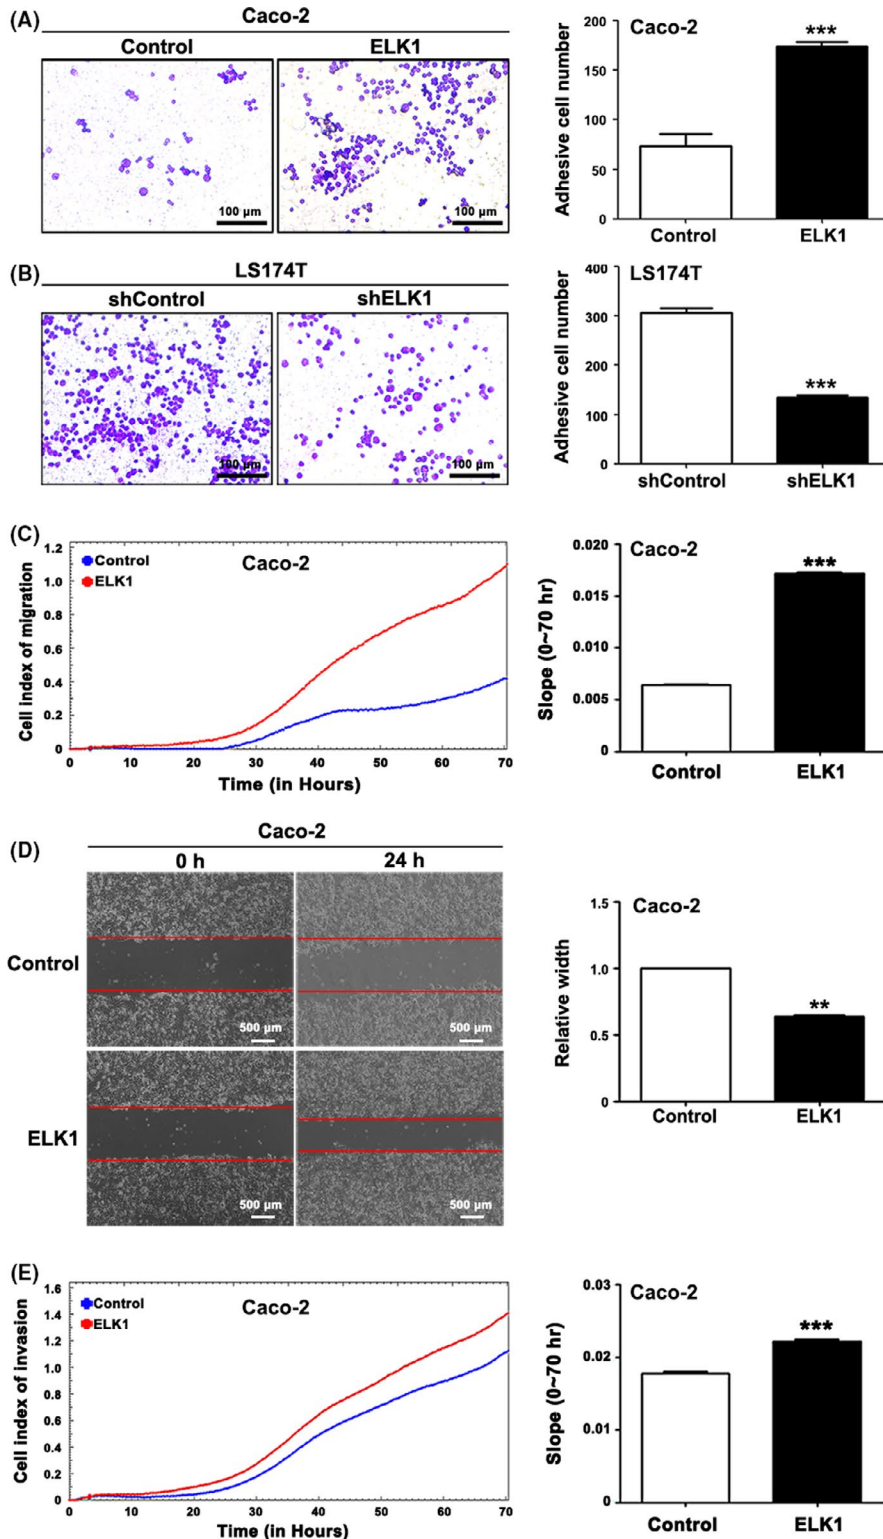 (A)
Caco-2
Control ELK1
100 µm 100 µm
Adhesive cell number
200
150
100
50
0
Caco-2
***
Control ELK1
(B)
LS174T
shControl shELK1
100 µm 100 µm
Adhesive cell number
400
300
200
100
0
LS174T
***
shControl shELK1
(C)
Cell index of migration
1.2
1.0
0.8
0.6
0.4
0.2
0
Control
ELK1
Caco-2
0 10 20 30 40 50 60 70
Time (in Hours)
Slope (0~70 hr)
0.020
0.015
0.010
0.005
0
Caco-2
***
Control ELK1
(D)
Caco-2
0 h 24 h
Control
500 µm 500 µm
ELK1
500 µm 500 µm
Relative width
1.5
1.0
0.5
0.0
Caco-2
**
Control ELK1
(E)
Cell index of invasion
1.6
1.4
1.2
1.0
0.8
0.6
0.4
0.2
0
Control
ELK1
Caco-2
0 10 20 30 40 50 60 70
Time (in Hours)
Slope (0~70 hr)
0.03
0.02
0.01
0
Caco-2
***
Control ELK1